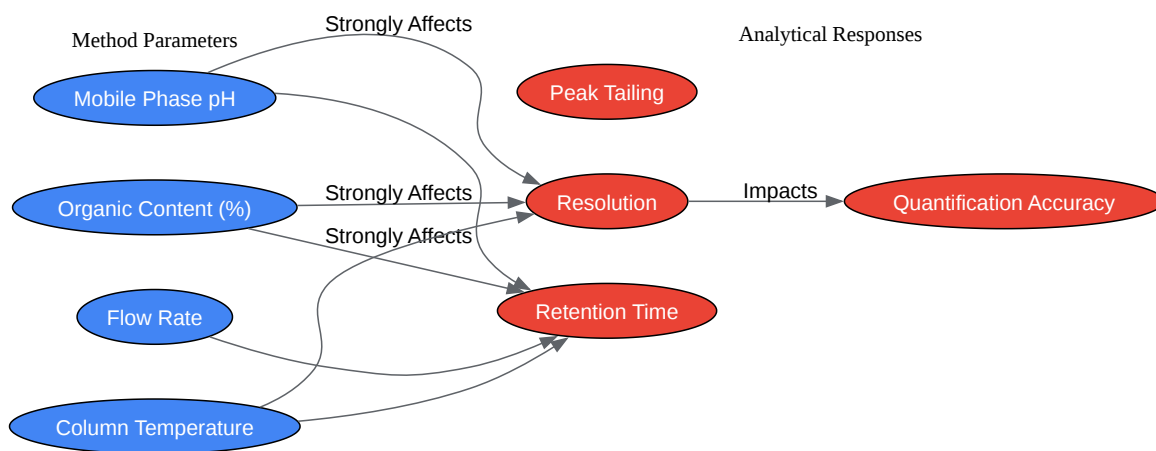 Strongly Affects
Method Parameters
Analytical Responses
Mobile Phase pH
Peak Tailing
Organic Content (%)
Strongly Affects
Resolution
Impacts
Quantification Accuracy
Strongly Affects
Flow Rate
Retention Time
Column Temperature